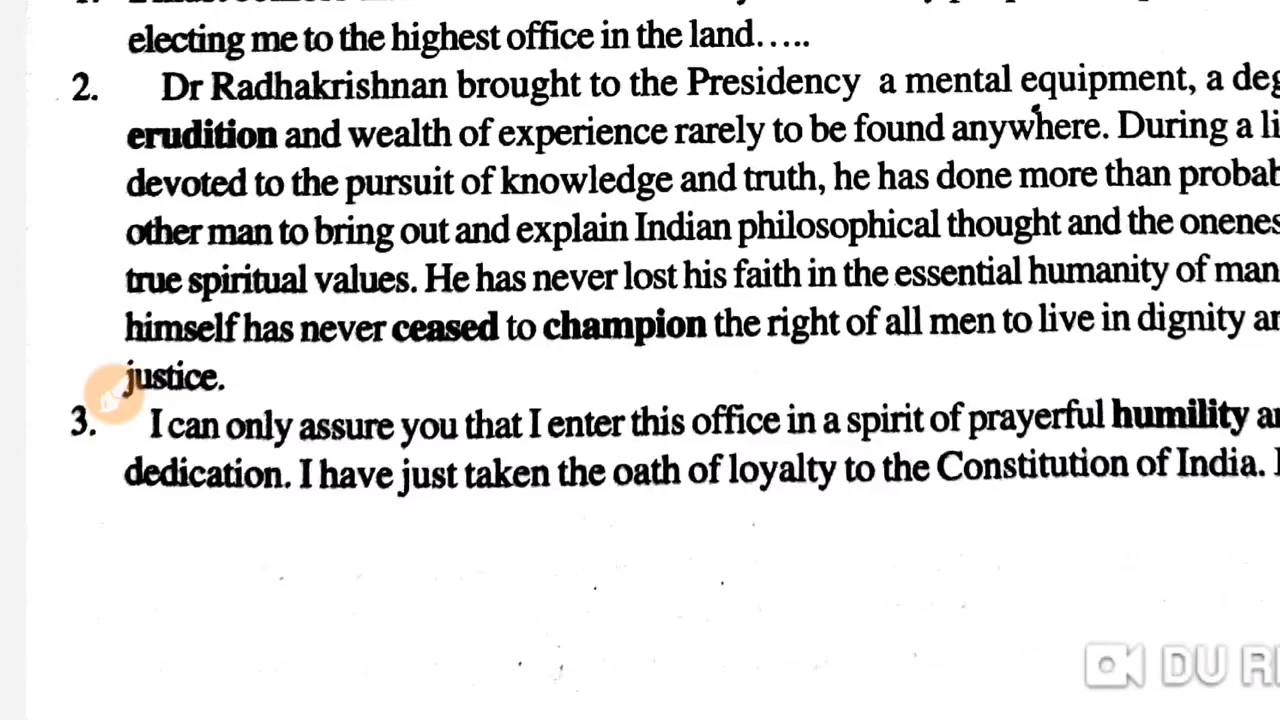 electing me to the highest office in the land.....
2. Dr Radhakrishnan brought to the Presidency a mental equipment, a deg
erudition and wealth of experience rarely to be found anywhere. During a li
devoted to the pursuit of knowledge and truth, he has done more than probab
other man to bring out and explain Indian philosophical thought and the onenes
true spiritual values. He has never lost his faith in the essential humanity of man
himself has never ceased to champion the right of all men to live in dignity an
justice.
3. I can only assure you that I enter this office in a spirit of prayerful humility an
dedication. I have just taken the oath of loyalty to the Constitution of India. I
DU RE